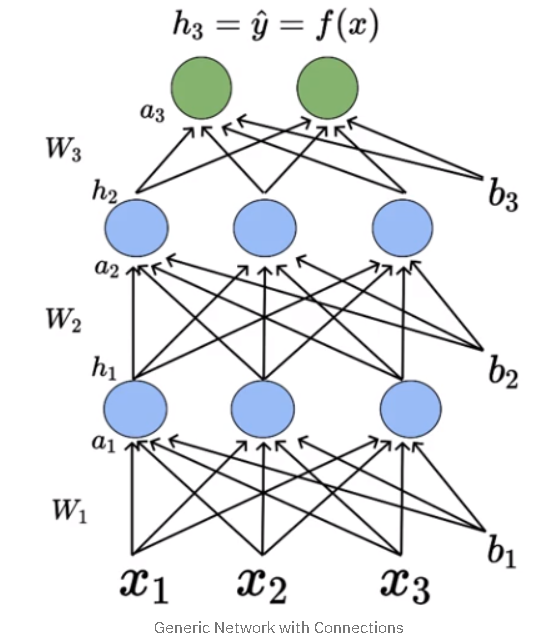 h₃ = ŷ = f(x)
a₃
W₃
h₂
b₃
a₂
W₂
h₁
b₂
a₁
W₁
b₁
x₁ x₂ x₃
Generic Network with Connections